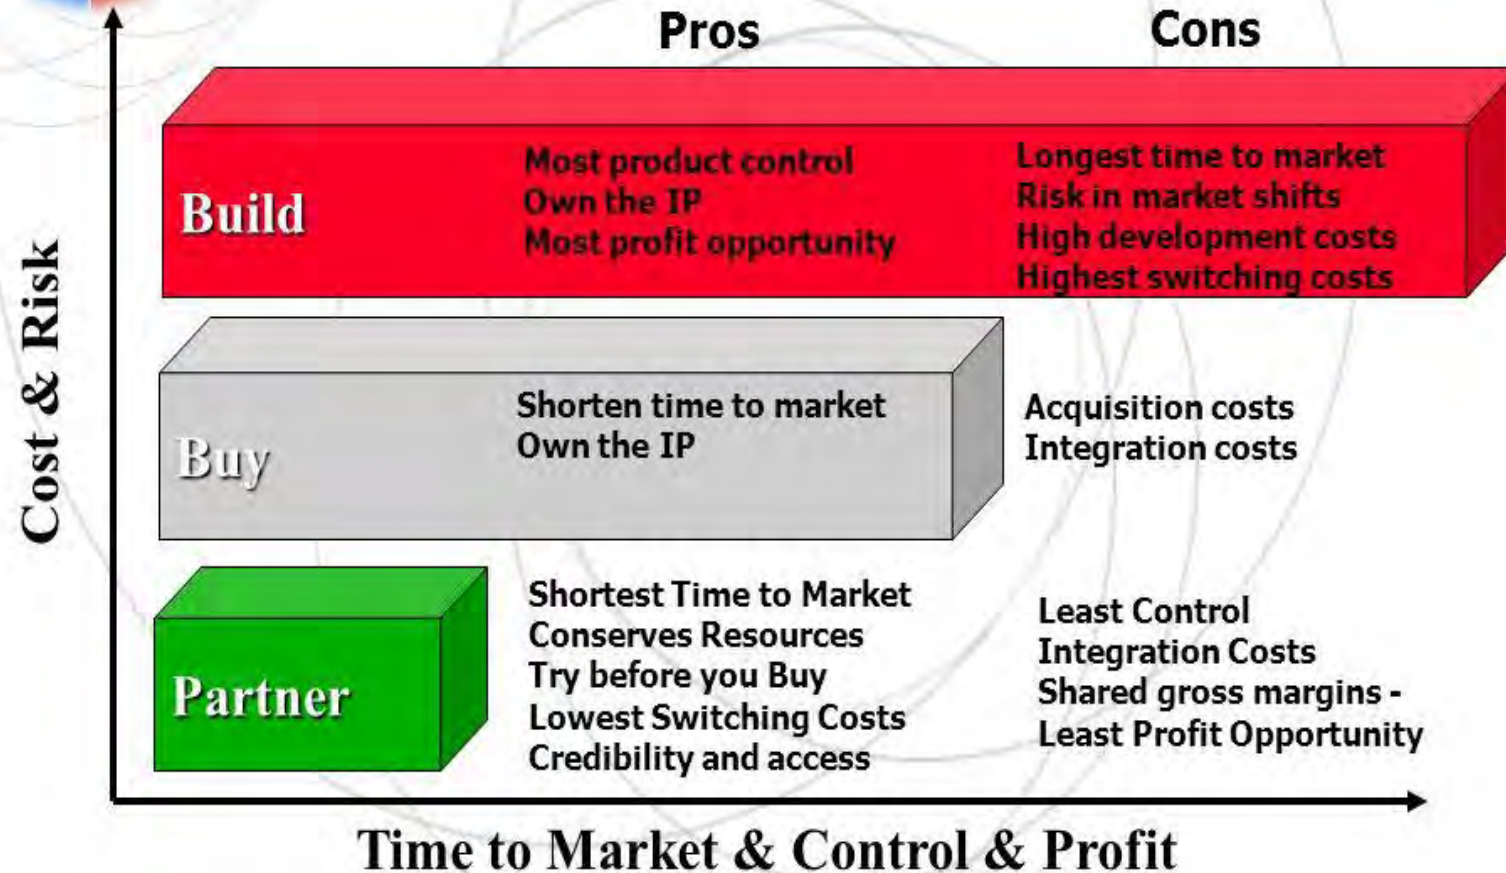 Pros
Cons
Build
Most product control
Own the IP
Most profit opportunity
Longest time to market
Risk in market shifts
High development costs
Highest switching costs
Buy
Shorten time to market
Own the IP
Acquisition costs
Integration costs
Partner
Shortest Time to Market
Conserves Resources
Try before you Buy
Lowest Switching Costs
Credibility and access
Least Control
Integration Costs
Shared gross margins -
Least Profit Opportunity
Cost & Risk
Time to Market & Control & Profit